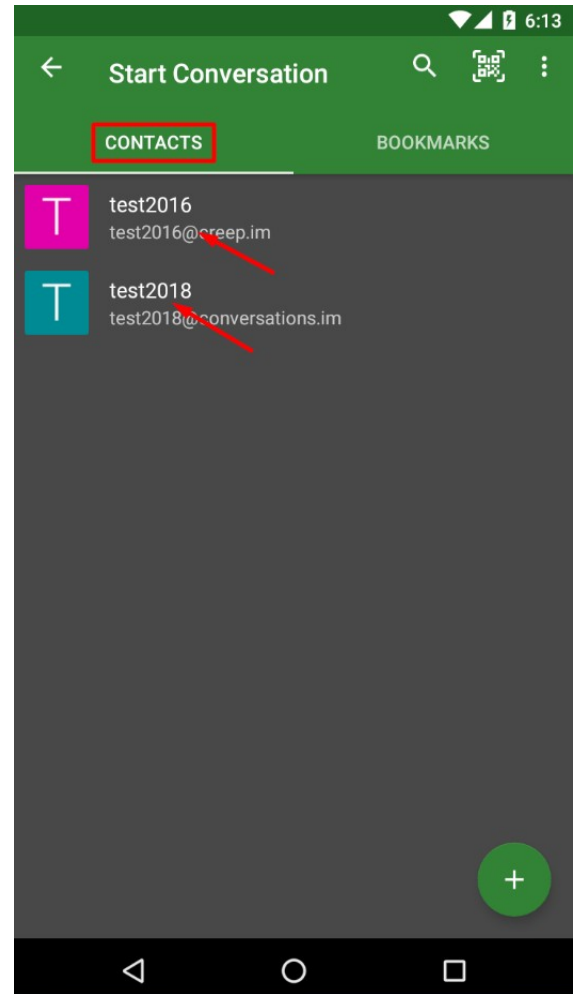 6:13
Start Conversation
CONTACTS BOOKMARKS
T test2016
test2016@creep.im
T test2018
test2018@conversations.im
+